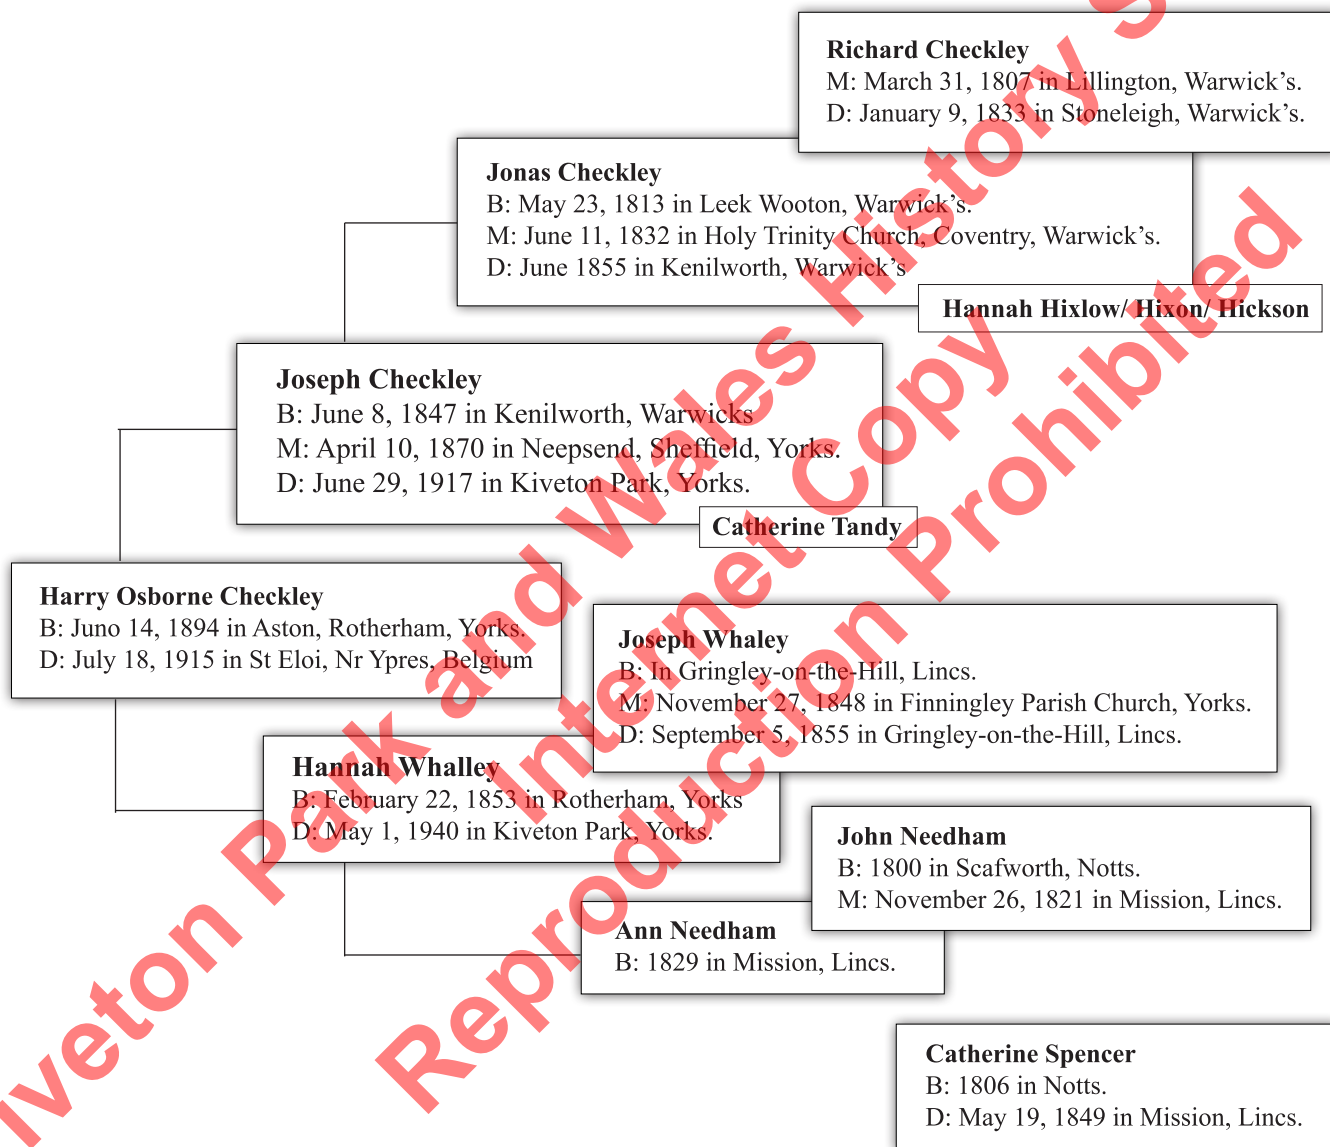 Richard Checkley
M: March 31, 1807 in Lillington, Warwick’s.
D: January 9, 1833 in Stoneleigh, Warwick’s.
Jonas Checkley
B: May 23, 1813 in Leek Wooton, Warwick’s.
M: June 11, 1832 in Holy Trinity Church, Coventry, Warwick’s.
D: June 1855 in Kenilworth, Warwick’s
Hannah Hixlow/ Hixon/ Hickson
Joseph Checkley
B: June 8, 1847 in Kenilworth, Warwicks
M: April 10, 1870 in Neepsend, Sheffield, Yorks.
D: June 29, 1917 in Kiveton Park, Yorks.
Catherine Tandy
Harry Osborne Checkley
B: Juno 14, 1894 in Aston, Rotherham, Yorks.
D: July 18, 1915 in St Eloi, Nr Ypres, Belgium
Joseph Whaley
B: In Gringley-on-the-Hill, Lincs.
M: November 27, 1848 in Finningley Parish Church, Yorks.
D: September 5, 1855 in Gringley-on-the-Hill, Lincs.
Hannah Whalley
B: February 22, 1853 in Rotherham, Yorks
D: May 1, 1940 in Kiveton Park, Yorks.
John Needham
B: 1800 in Scafworth, Notts.
M: November 26, 1821 in Mission, Lincs.
Ann Needham
B: 1829 in Mission, Lincs.
Catherine Spencer
B: 1806 in Notts.
D: May 19, 1849 in Mission, Lincs.
iveton Park and Wales History S
Internet Copy
Reproduction Prohibited